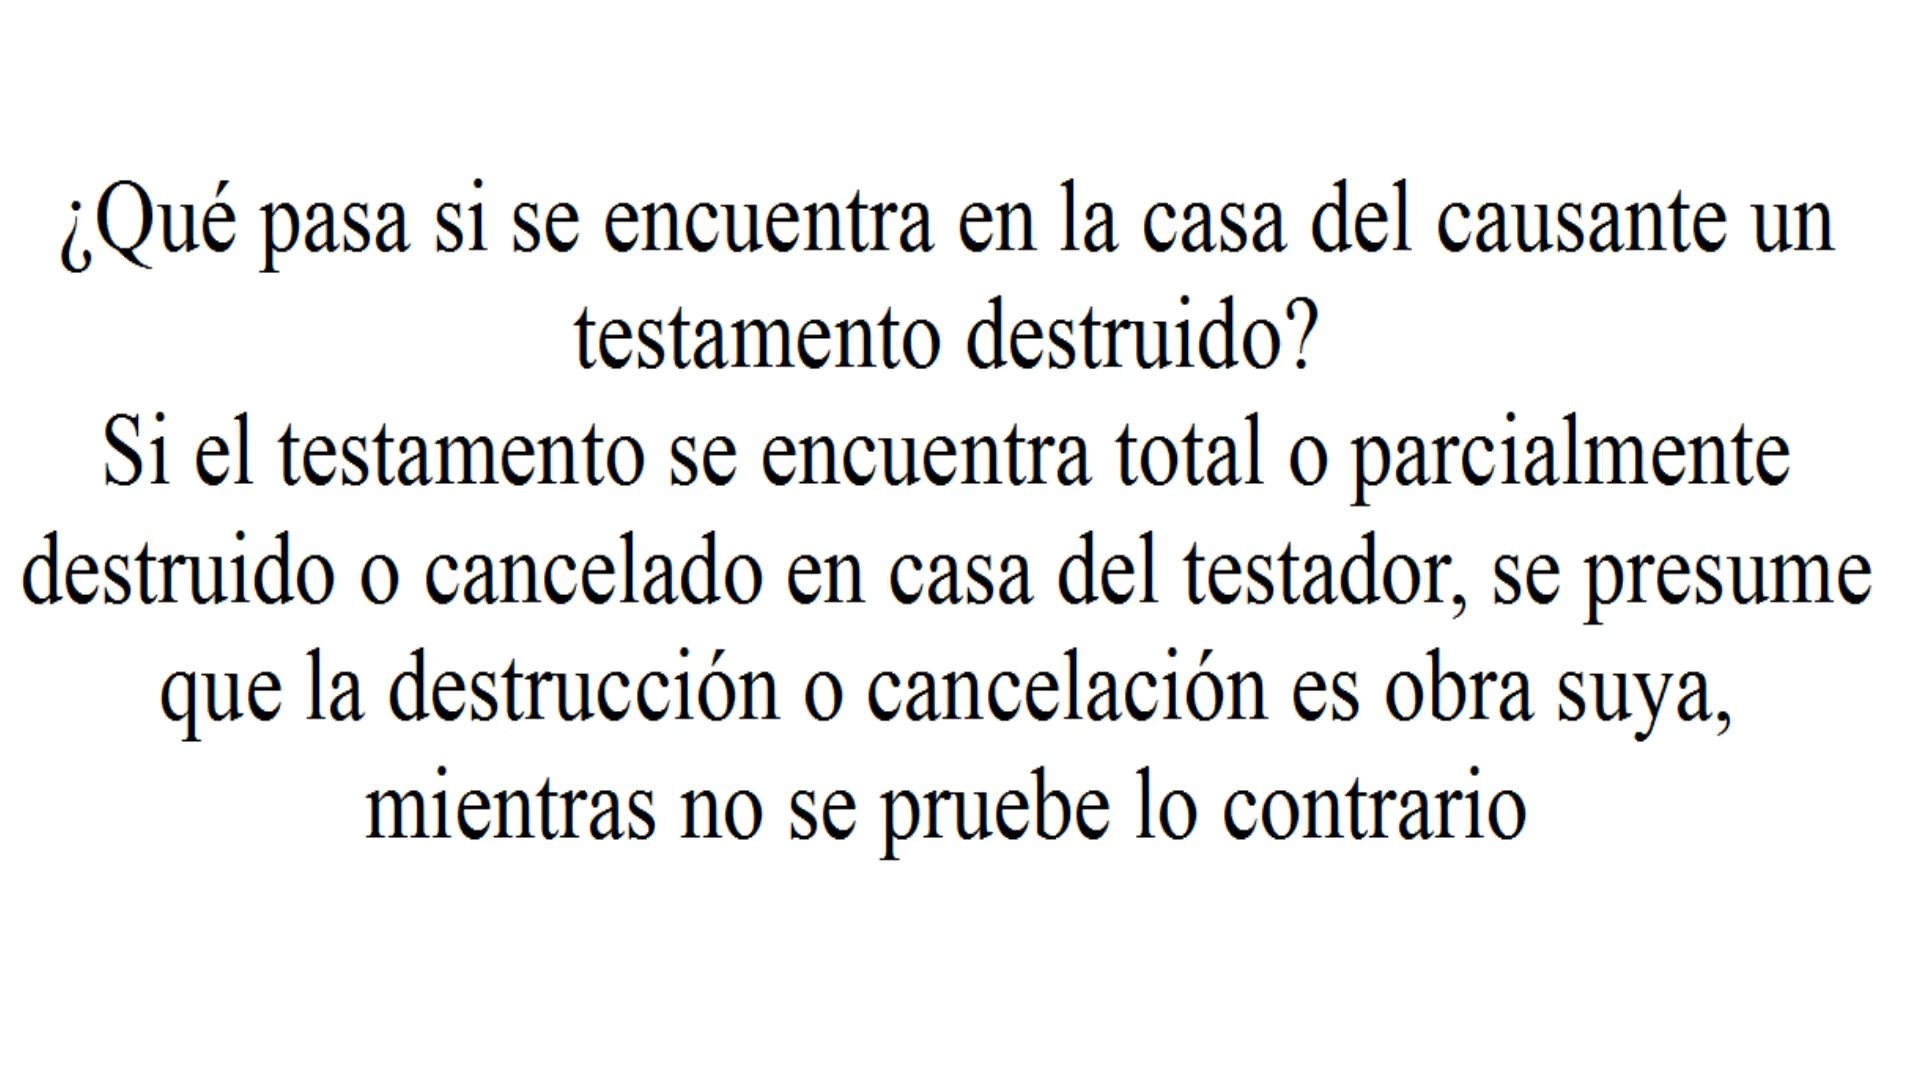 ¿Qué pasa si se encuentra en la casa del causante un
testamento destruido?
Si el testamento se encuentra total o parcialmente
destruido o cancelado en casa del testador, se presume
que la destrucción o cancelación es obra suya,
mientras no se pruebe lo contrario